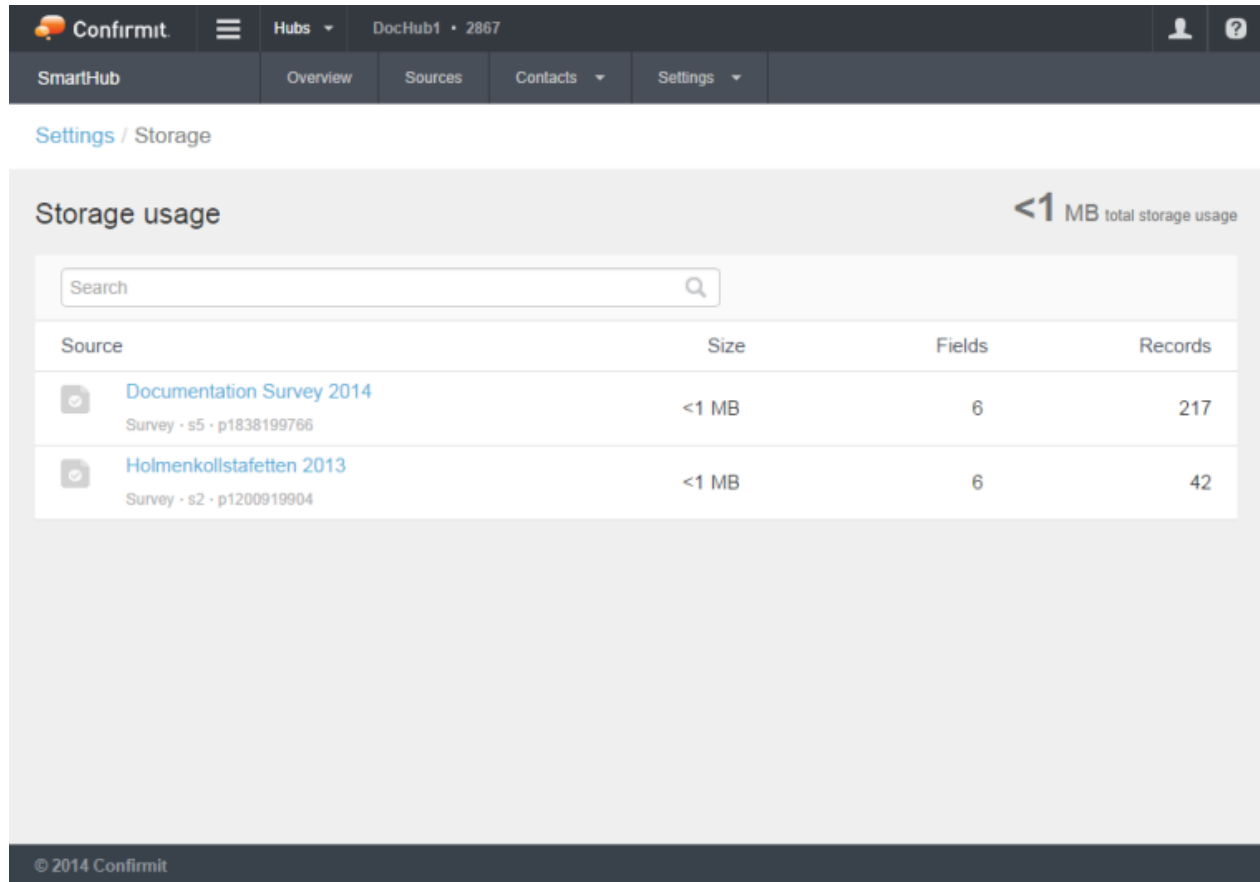 Confirmit. Hubs DocHub1 • 2867
SmartHub Overview Sources Contacts Settings
Settings / Storage
Storage usage <1 MB total storage usage
Search
Source Size Fields Records
Documentation Survey 2014 <1 MB 6 217
Survey · s5 · p1838199766
Holmenkollstafetten 2013 <1 MB 6 42
Survey · s2 · p1200919904
© 2014 Confirmit